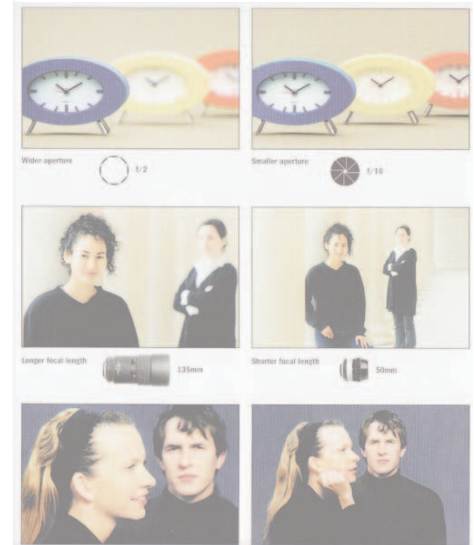 Wider aperture
f/2
Smaller aperture
f/16
Longer focal length
135mm
Shorter focal length
50mm